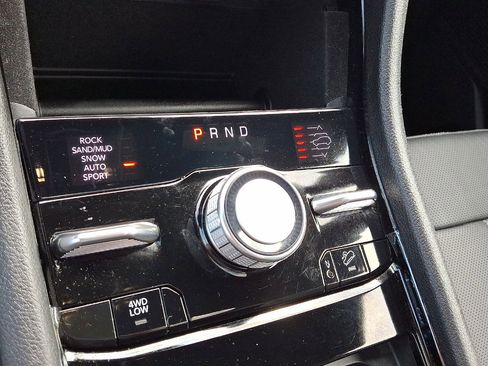 ROCK
SAND/MUD
SNOW
AUTO
SPORT
PRND
4WD
LOW